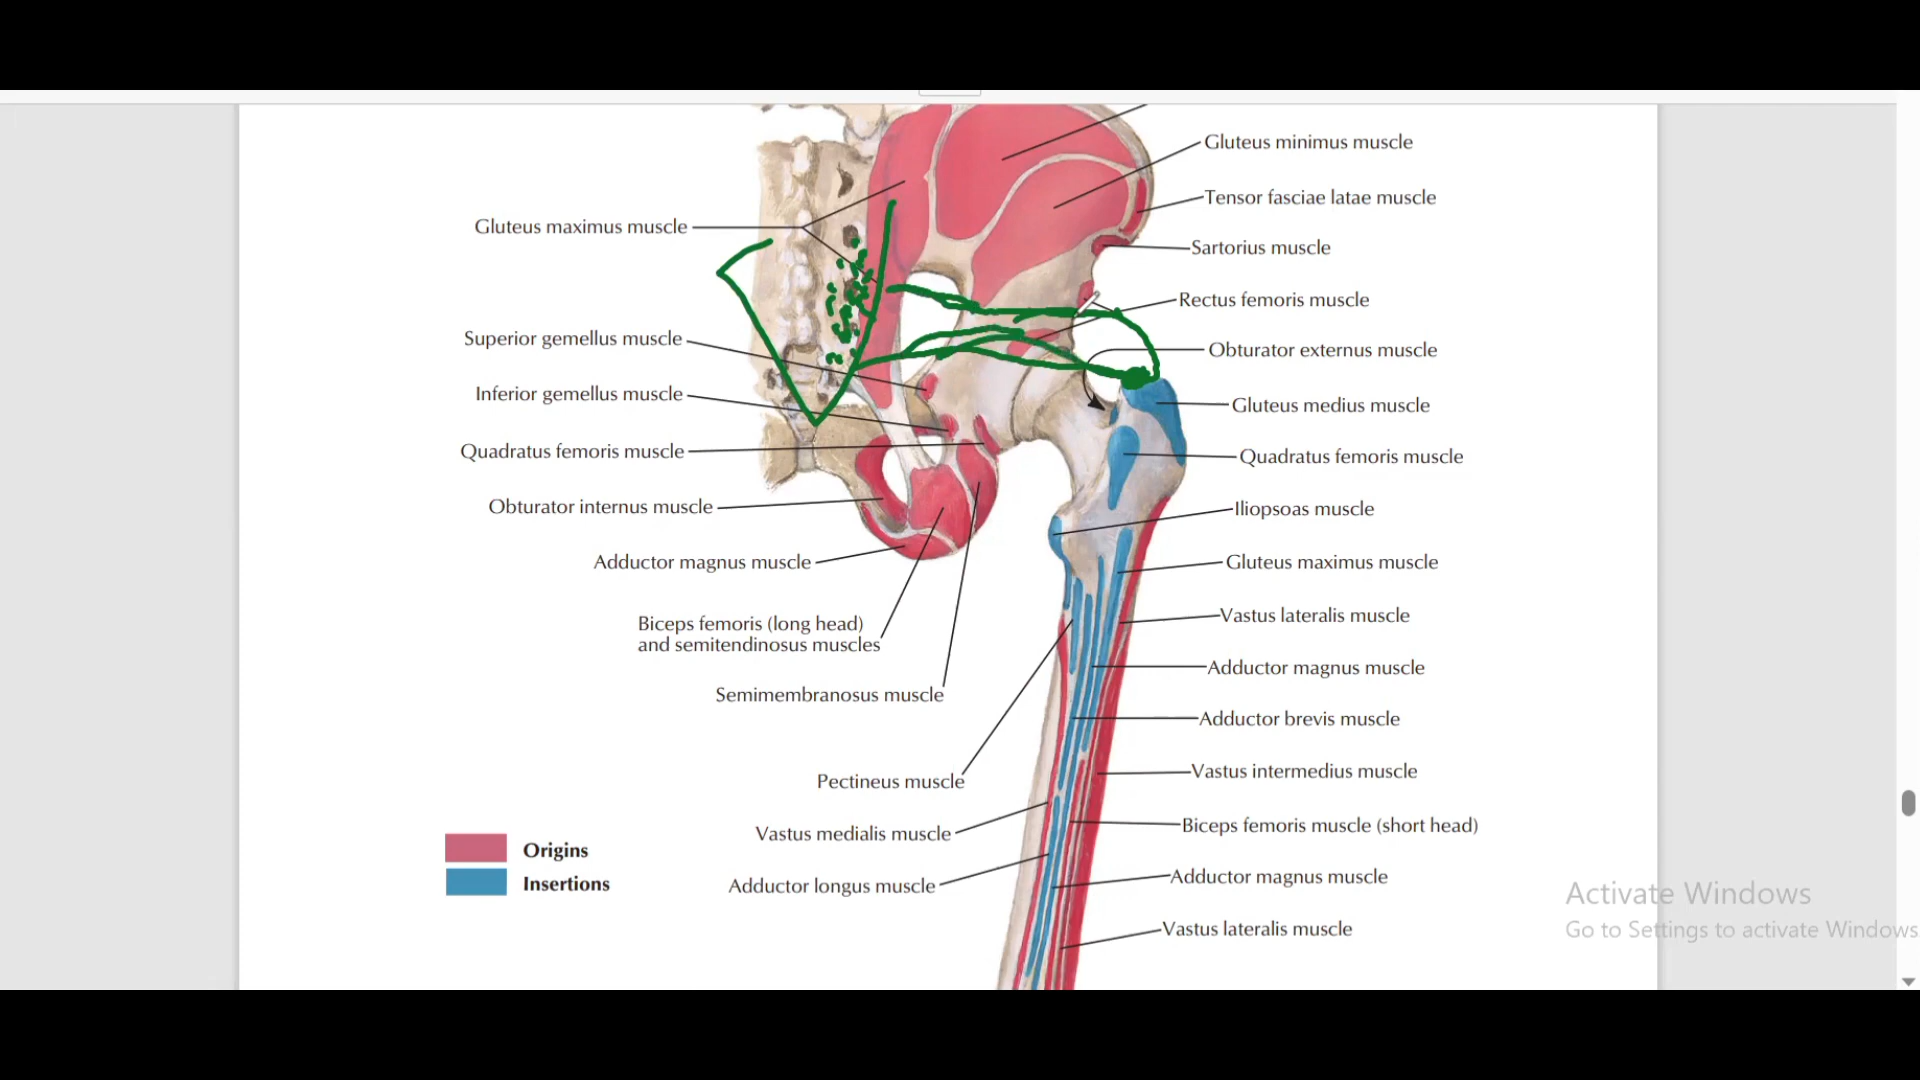 Gluteus minimus muscle
Tensor fasciae latae muscle
Gluteus maximus muscle
Sartorius muscle
Rectus femoris muscle
Superior gemellus muscle
Obturator externus muscle
Inferior gemellus muscle
Gluteus medius muscle
Quadratus femoris muscle
Quadratus femoris muscle
Obturator internus muscle
Iliopsoas muscle
Adductor magnus muscle
Gluteus maximus muscle
Biceps femoris (long head)
and semitendinosus muscles
Vastus lateralis muscle
Adductor magnus muscle
Semimembranosus muscle
Adductor brevis muscle
Pectineus muscle
Vastus intermedius muscle
Vastus medialis muscle
Biceps femoris muscle (short head)
Origins
Adductor longus muscle
Adductor magnus muscle
Insertions
Vastus lateralis muscle
Activate Windows
Go to Settings to activate Windows